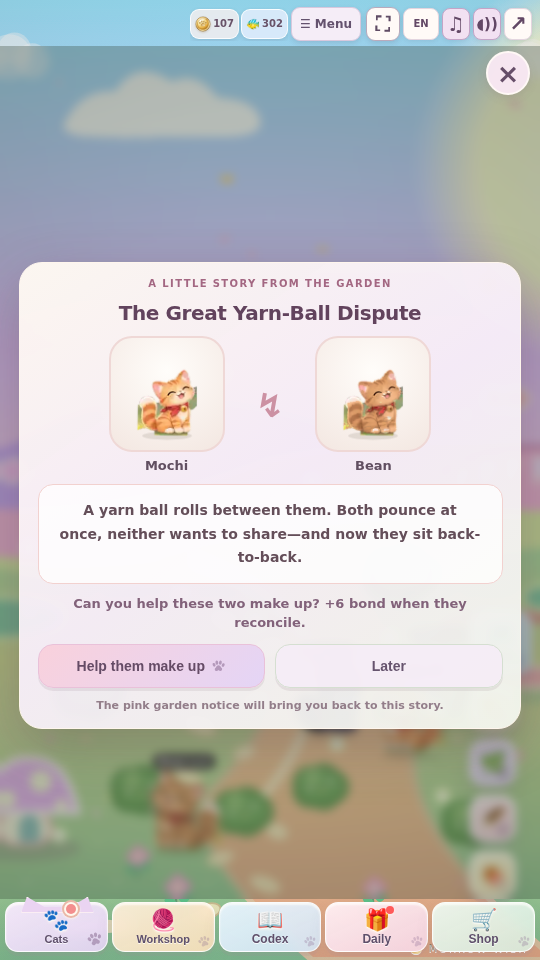 107 302 ☰ Menu EN
A LITTLE STORY FROM THE GARDEN
The Great Yarn-Ball Dispute
Mochi Bean
A yarn ball rolls between them. Both pounce at
once, neither wants to share—and now they sit back-
to-back.
Can you help these two make up? +6 bond when they
reconcile.
Help them make up Later
The pink garden notice will bring you back to this story.
Cats Workshop Codex Daily Shop